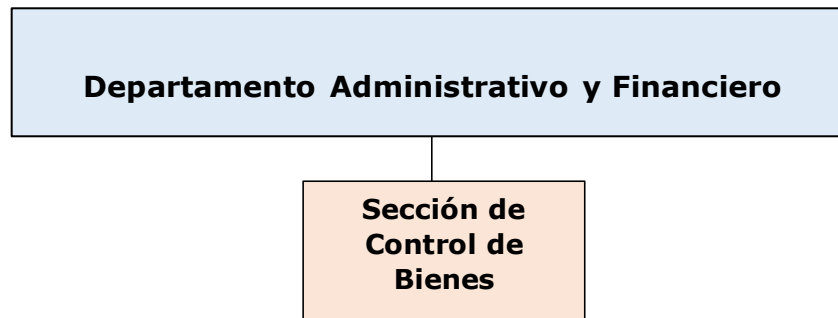 Departamento Administrativo y Financiero
Sección de
Control de
Bienes